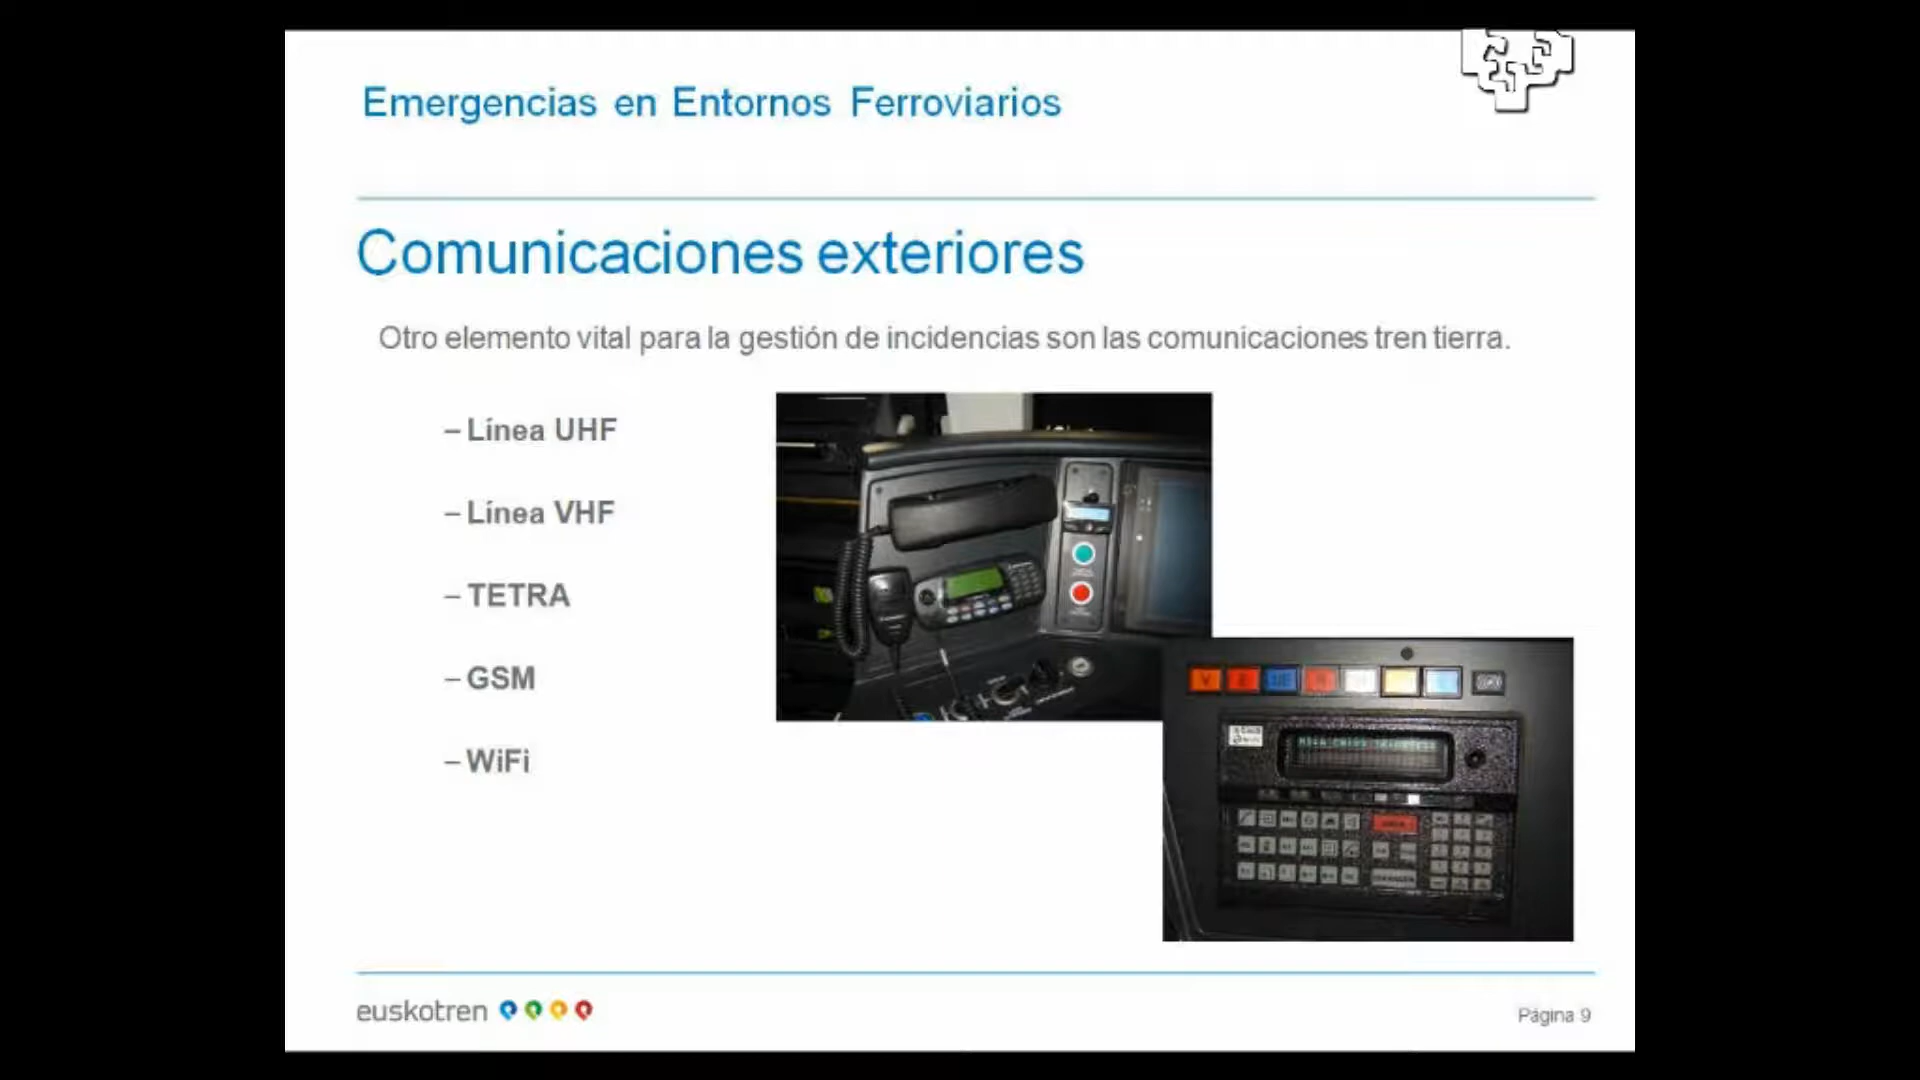 Emergencias en Entornos Ferroviarios
Comunicaciones exteriores
Otro elemento vital para la gestión de incidencias son las comunicaciones tren tierra.
– Línea UHF
– Línea VHF
– TETRA
– GSM
– WiFi
euskotren
Página 9